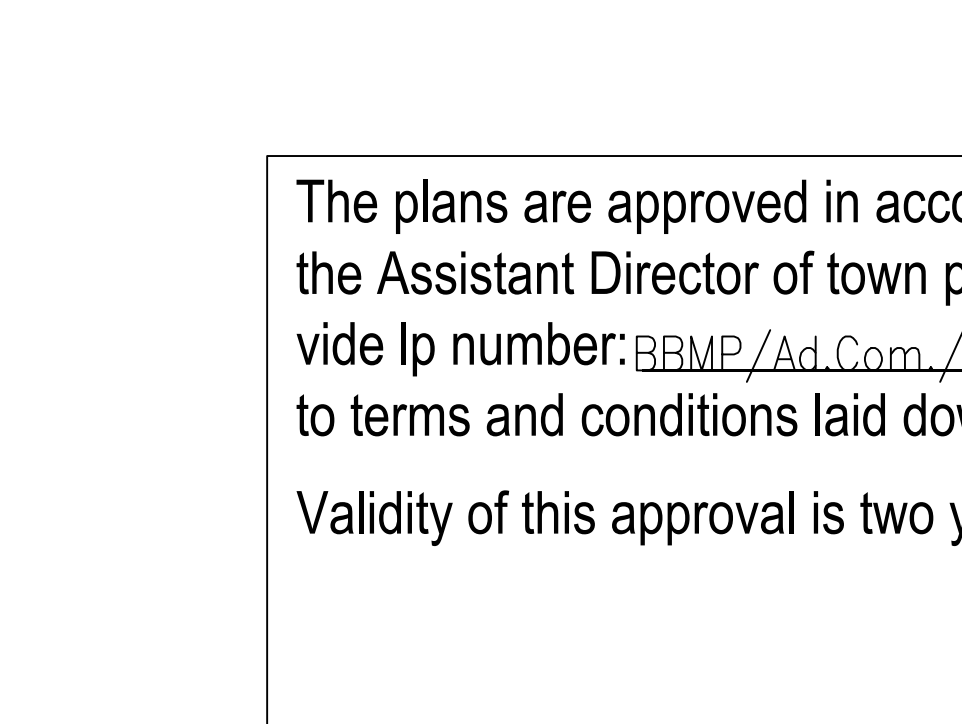 The plans are approved in acco
the Assistant Director of town p
vide lp number: BBMP/Ad.Com./
to terms and conditions laid do
Validity of this approval is two y